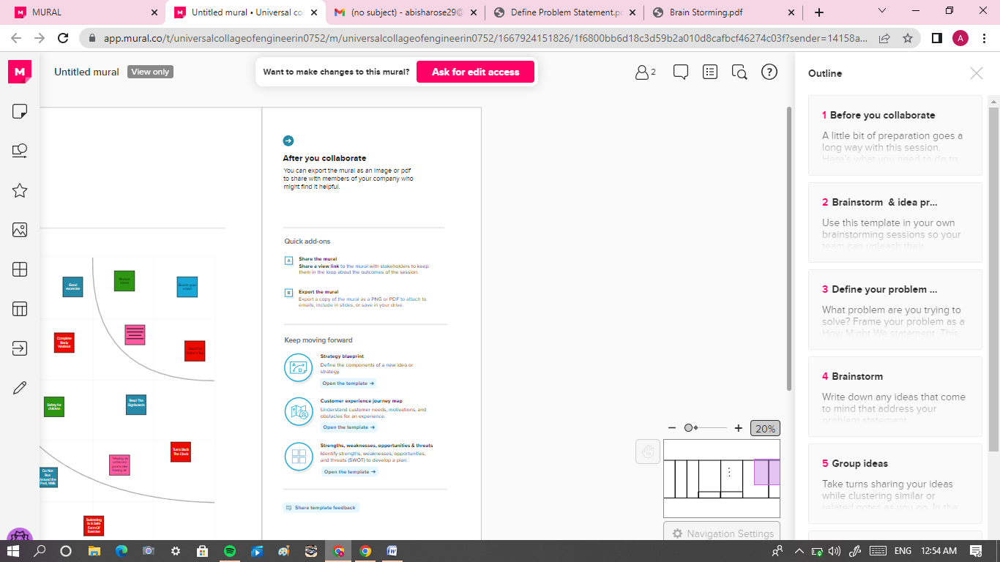 MURAL
Untitled mural • Universal co
(no subject) - abisharose29@
Define Problem Statement.p
Brain Storming.pdf
app.mural.co/t/universalcollageofengineerin0752/m/universalcollageofengineerin0752/1667924151826/1f6800bb6d18c3d59b2a010d8cafbcf46274c03f?sender=14158a...
A
M
Untitled mural
View only
Want to make changes to this mural?
Ask for edit access
2
After you collaborate
You can export the mural as an image or pdf
to share with members of your company who
might find it helpful.
Quick add-ons
A
Share the mural
Share a view link to the mural with stakeholders to keep
them in the loop about the outcomes of the session.
B
Export the mural
Export a copy of the mural as a PNG or PDF to attach to
emails, include in slides, or save in your drive.
Keep moving forward
Strategy blueprint
Define the components of a new idea or
strategy.
Open the template →
Customer experience journey map
Understand customer needs, motivations, and
obstacles for an experience.
Open the template →
Strengths, weaknesses, opportunities & threats
Identify strengths, weaknesses, opportunities,
and threats (SWOT) to develop a plan.
Open the template →
Share template feedback
Good
Complete
Body
Workout
Safety for
children
Read The
Signboards
Turns Back
The Clock
Do Not
Run
Around the
Pool, Walk
Swimming
Is A Safe
Form Of
Exercise
20%
Navigation Settings
Outline
1 Before you collaborate
A little bit of preparation goes a
long way with this session.
Here's what you need to do to
2 Brainstorm & idea pr...
Use this template in your own
brainstorming sessions so your
team can unleash their
3 Define your problem ...
What problem are you trying to
solve? Frame your problem as a
How Might We statement. This
4 Brainstorm
Write down any ideas that come
to mind that address your
problem statement.
5 Group ideas
Take turns sharing your ideas
while clustering similar or
related notes as you go. In the
ENG
12:54 AM